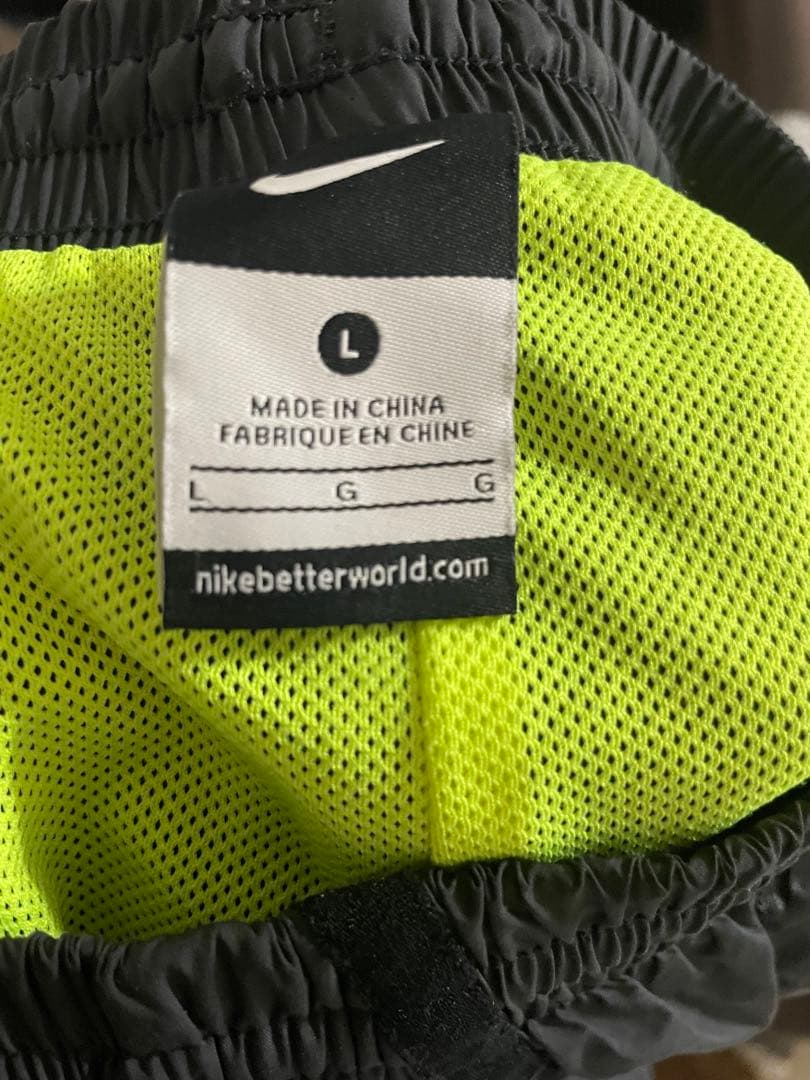 L
MADE IN CHINA
FABRIQUE EN CHINE
L G G
nikebetterworld.com